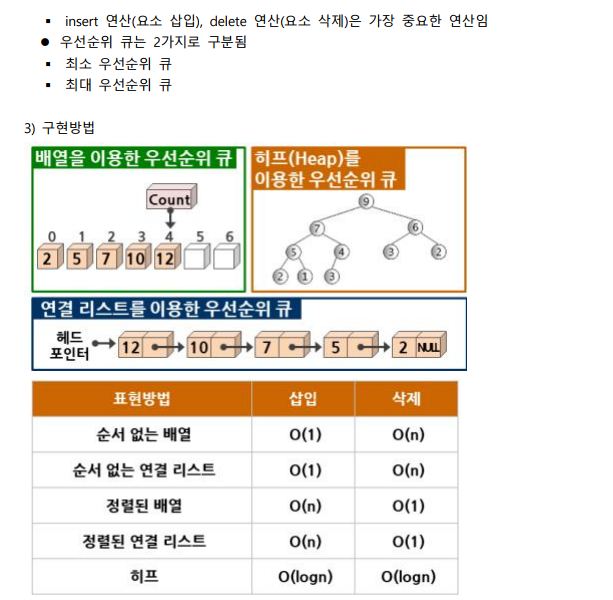 ▪ insert 연산(요소 삽입), delete 연산(요소 삭제)은 가장 중요한 연산임
● 우선순위 큐는 2가지로 구분됨
▪ 최소 우선순위 큐
▪ 최대 우선순위 큐
3) 구현방법
배열을 이용한 우선순위 큐
Count
0 1 2 3 4 5 6
2 5 7 10 12
히프(Heap)를
이용한 우선순위 큐
9
7 6
5 4 3 2
2 1 3
연결 리스트를 이용한 우선순위 큐
헤드
포인터
12 10 7 5 2 NULL
표현방법 삽입 삭제
순서 없는 배열 O(1) O(n)
순서 없는 연결 리스트 O(1) O(n)
정렬된 배열 O(n) O(1)
정렬된 연결 리스트 O(n) O(1)
히프 O(logn) O(logn)